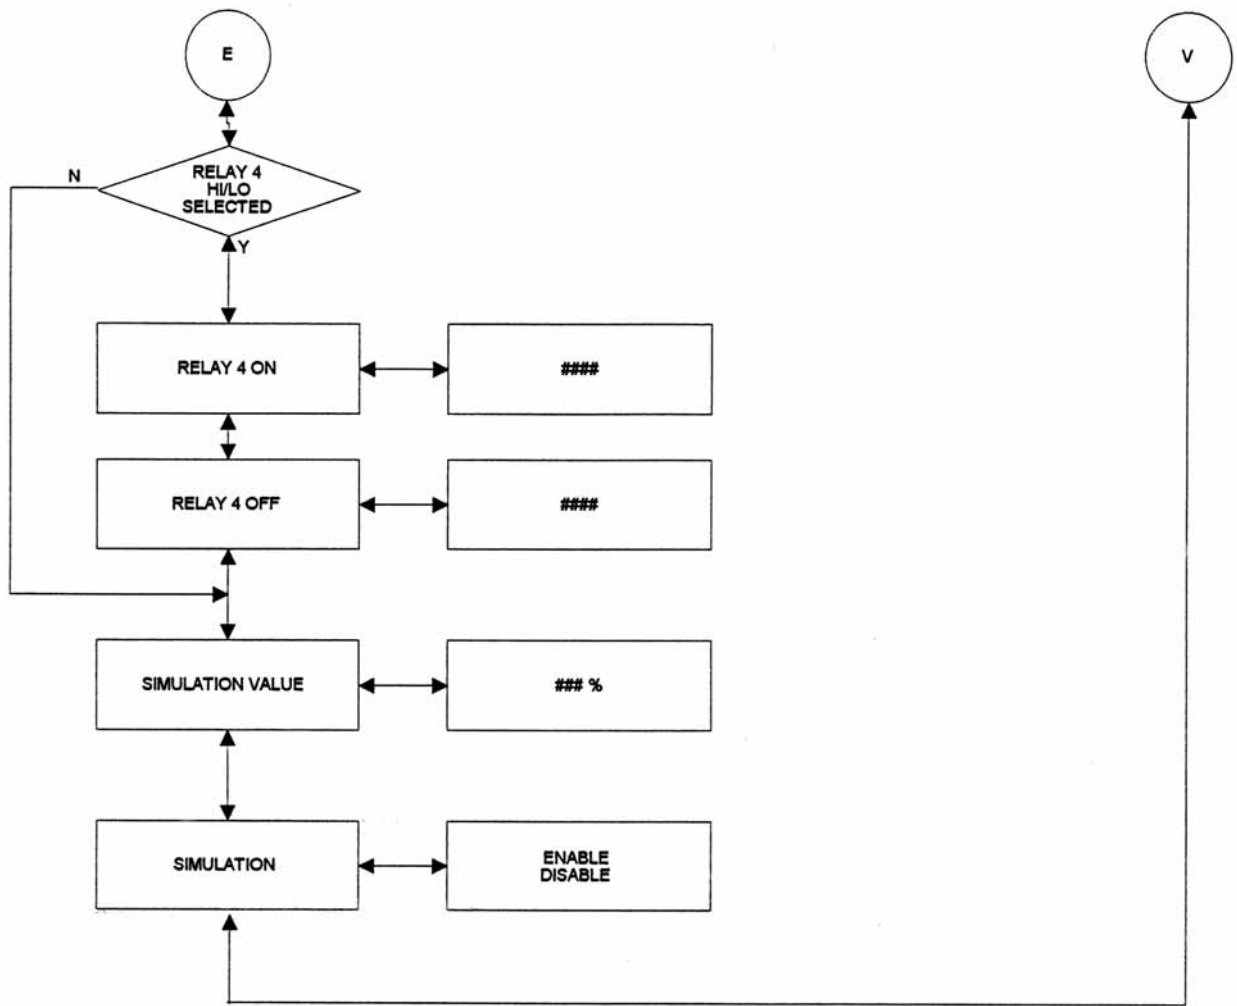 E
V
N
RELAY 4
HI/LO
SELECTED
Y
RELAY 4 ON
####
RELAY 4 OFF
####
SIMULATION VALUE
### %
SIMULATION
ENABLE
DISABLE